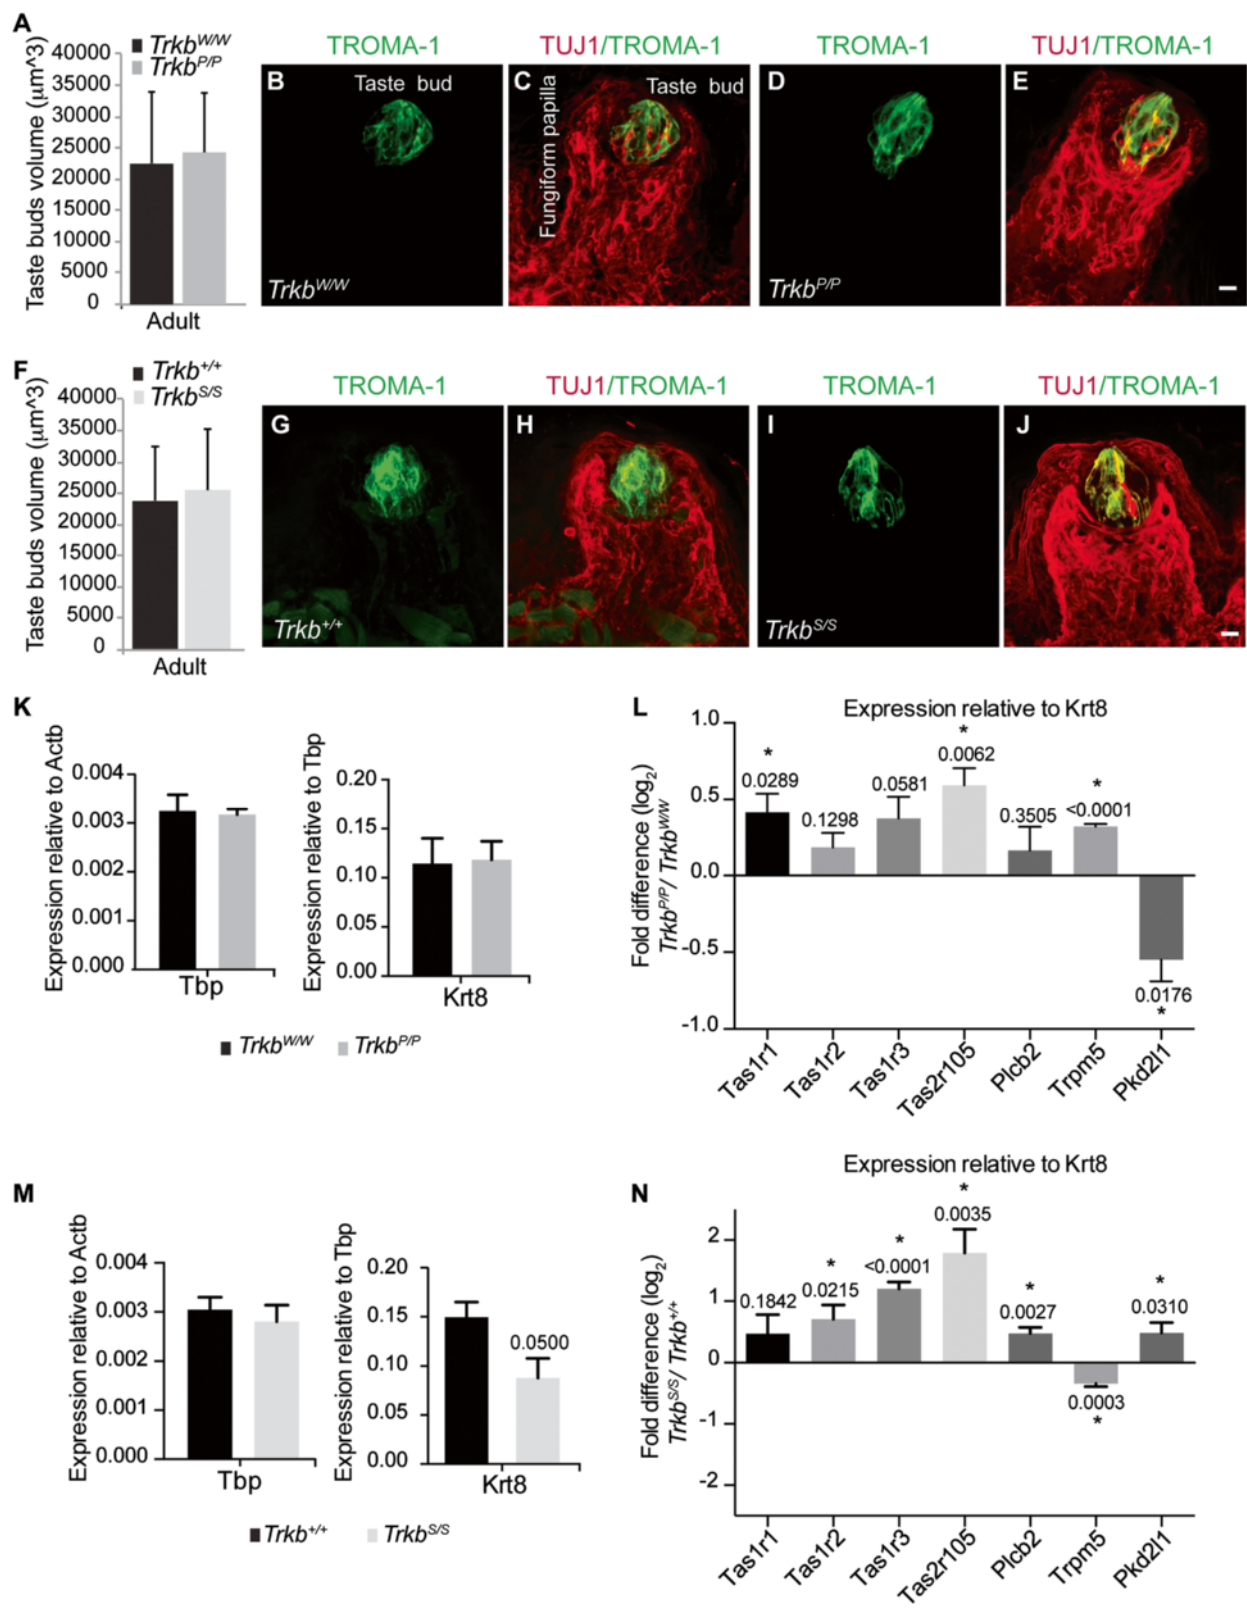 A
Trkb^W/W
Trkb^P/P
Taste buds volume (μm^3)
40000
35000
30000
25000
20000
15000
10000
5000
0
Adult
TROMA-1
TUJ1/TROMA-1
TROMA-1
TUJ1/TROMA-1
B
Taste bud
Trkb^W/W
C
Taste bud
Fungiform papilla
D
Trkb^P/P
E
F
Trkb^+/+
Trkb^S/S
Taste buds volume (μm^3)
40000
35000
30000
25000
20000
15000
10000
5000
0
Adult
TROMA-1
TUJ1/TROMA-1
TROMA-1
TUJ1/TROMA-1
G
Trkb^+/+
H
I
Trkb^S/S
J
K
Expression relative to Actb
0.004
0.003
0.002
0.001
0.000
Tbp
Expression relative to Tbp
0.20
0.15
0.10
0.05
0.00
Krt8
Trkb^W/W
Trkb^P/P
L
Expression relative to Krt8
Fold difference (log₂)
Trkb^P/P/ Trkb^W/W
1.0
0.5
0.0
-0.5
-1.0
*
0.0289
0.1298
0.0581
*
0.0062
0.3505
*
<0.0001
0.0176
*
Tas1r1
Tas1r2
Tas1r3
Tas2r105
Plcb2
Trpm5
Pkd2l1
M
Expression relative to Actb
0.004
0.003
0.002
0.001
0.000
Tbp
Expression relative to Tbp
0.20
0.15
0.10
0.05
0.00
0.0500
Krt8
Trkb^+/+
Trkb^S/S
N
Expression relative to Krt8
Fold difference (log₂)
Trkb^S/S/ Trkb^+/+
2
1
0
-1
-2
0.1842
*
0.0215
*
<0.0001
*
0.0035
*
0.0027
0.0003
*
*
0.0310
Tas1r1
Tas1r2
Tas1r3
Tas2r105
Plcb2
Trpm5
Pkd2l1